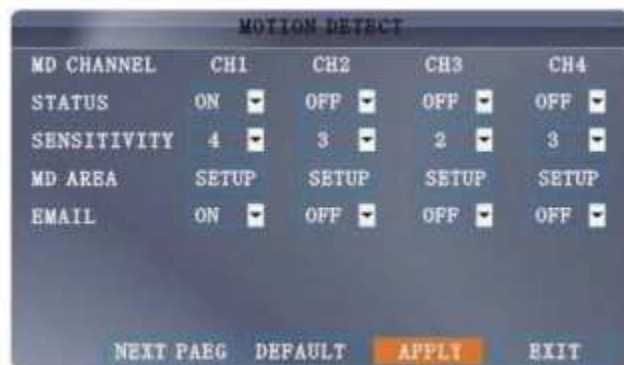 MOTION DETECT
MD CHANNEL CH1 CH2 CH3 CH4
STATUS ON OFF OFF OFF
SENSITIVITY 4 3 2 3
MD AREA SETUP SETUP SETUP SETUP
EMAIL ON OFF OFF OFF
NEXT PAEG DEFAULT APPLY EXIT